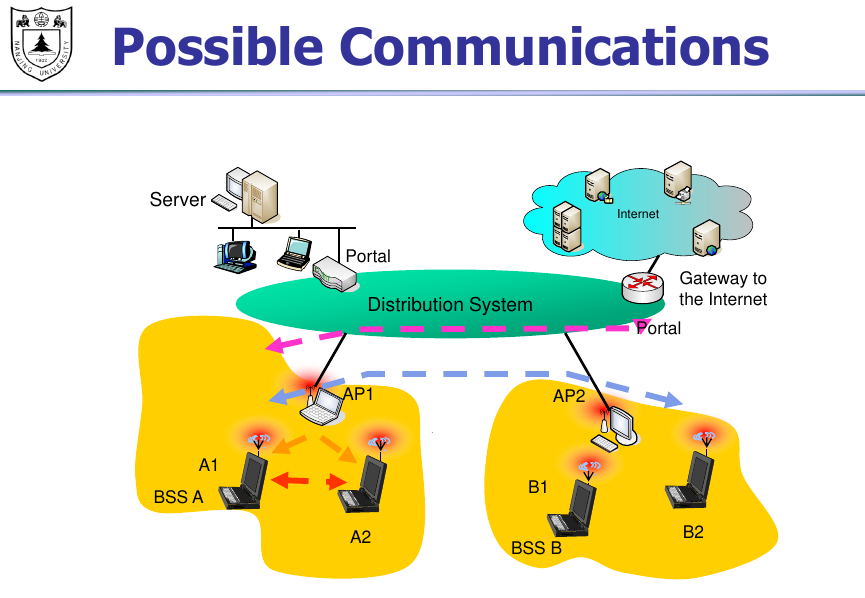 NANJING UNIVERSITY
1902
Possible Communications
Server
Internet
Portal
Gateway to
the Internet
Distribution System
Portal
AP1
AP2
A1
BSS A
A2
B1
BSS B
B2